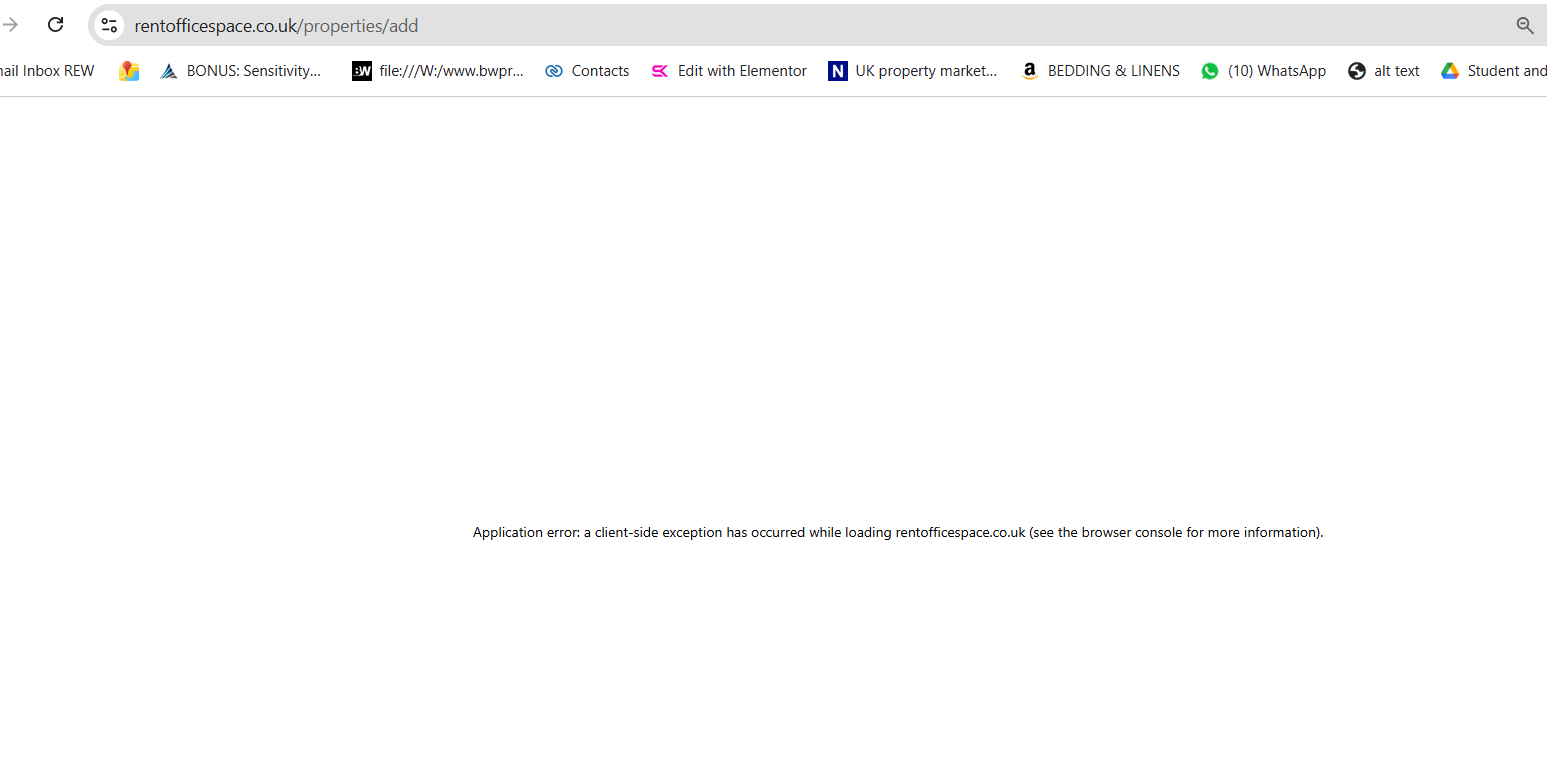 rentofficespace.co.uk/properties/add
ail Inbox REW BONUS: Sensitivity... BW file:///W:/www.bwpr... Contacts Edit with Elementor N UK property market... a BEDDING & LINENS (10) WhatsApp alt text Student and
Application error: a client-side exception has occurred while loading rentofficespace.co.uk (see the browser console for more information).